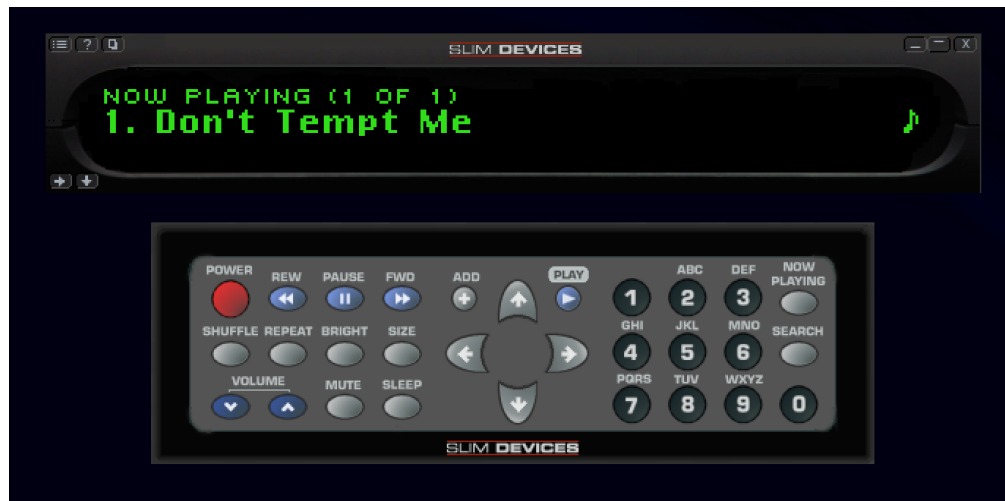 ?
SLIM DEVICES
X
NOW PLAYING (1 OF 1)
1. Don't Tempt Me
POWER REW PAUSE FWD ADD PLAY ABC DEF NOW PLAYING
1 2 3
SHUFFLE REPEAT BRIGHT SIZE GHI JKL MNO SEARCH
4 5 6
VOLUME MUTE SLEEP PQRS TUV WXYZ
7 8 9 0
SLIM DEVICES